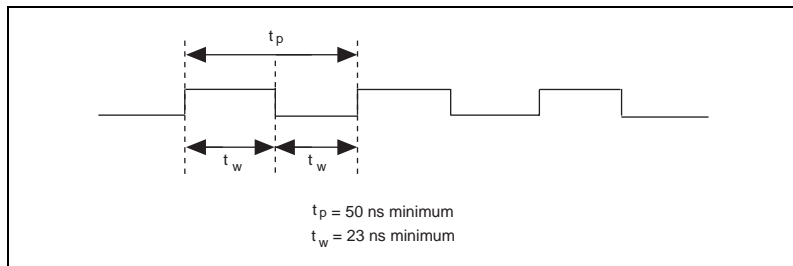 t p
t w
t w
t p = 50 ns minimum
t w = 23 ns minimum